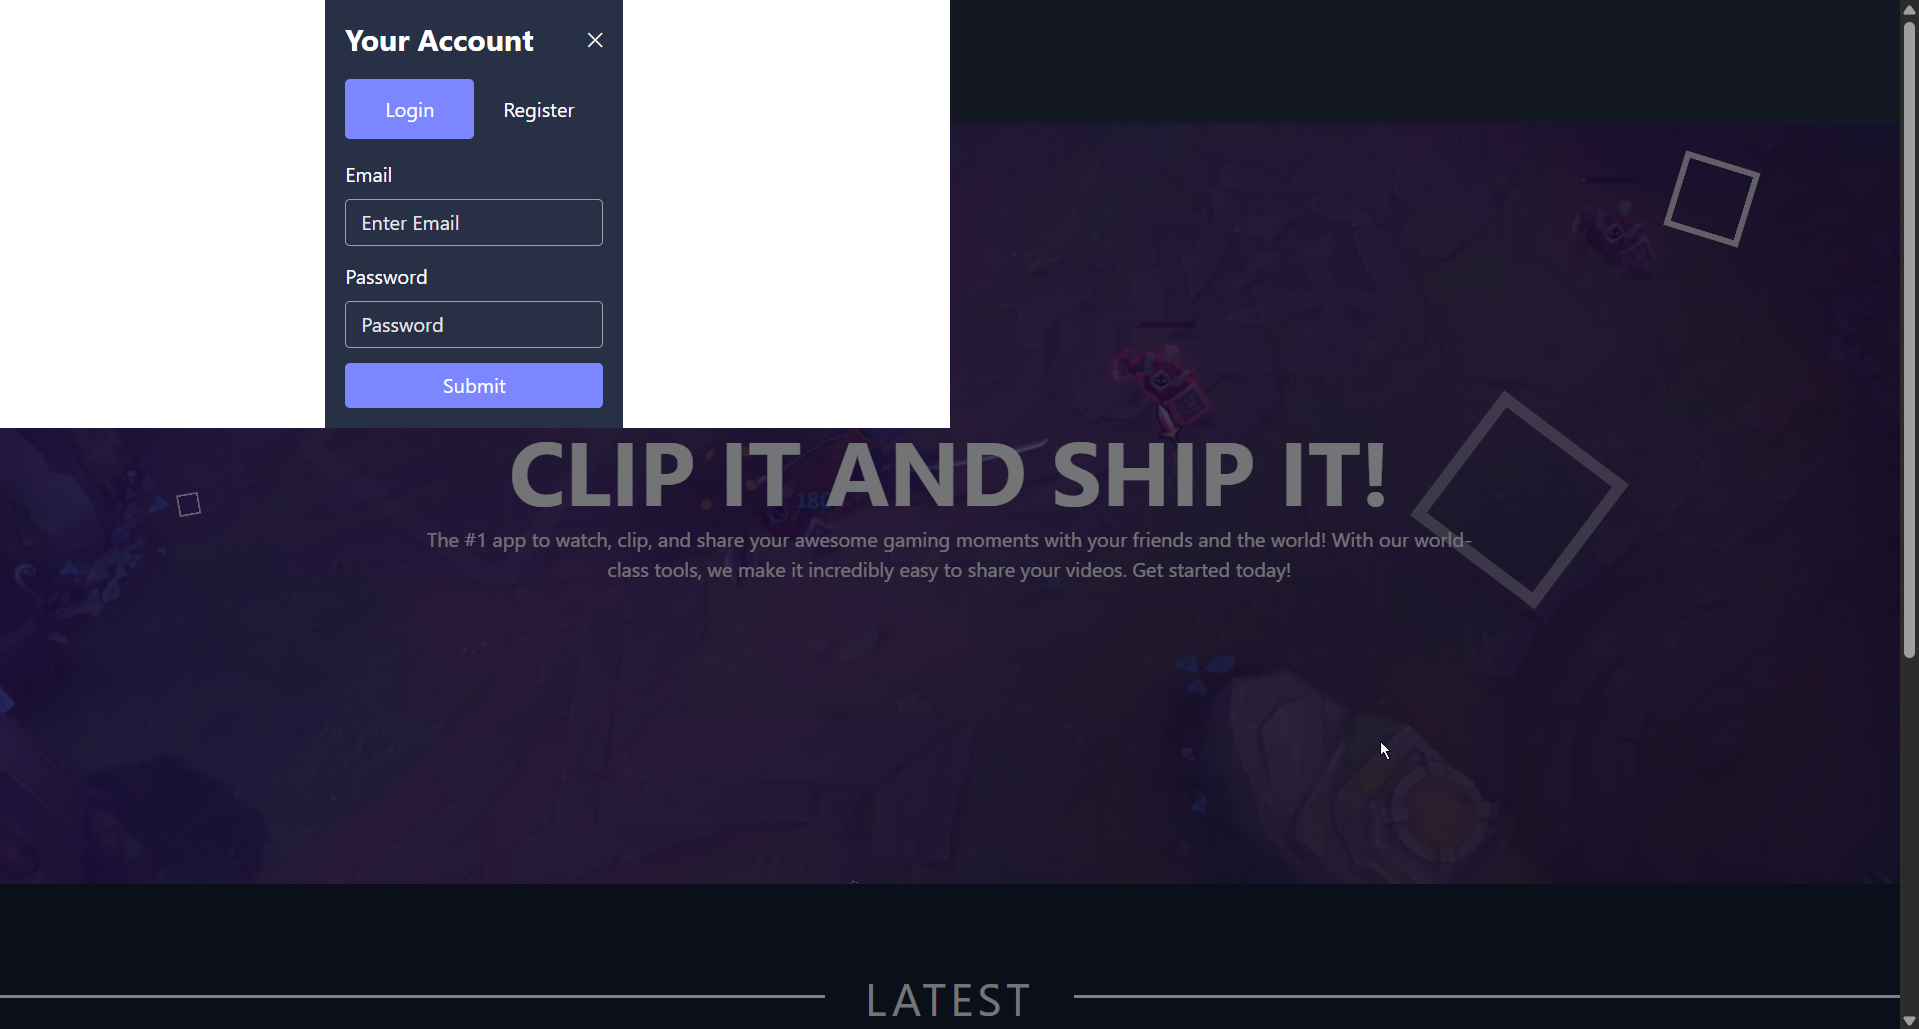 Your Account
Login Register
Email
Enter Email
Password
Password
Submit
180
CLIP IT AND SHIP IT!
The #1 app to watch, clip, and share your awesome gaming moments with your friends and the world! With our world-
class tools, we make it incredibly easy to share your videos. Get started today!
LATEST